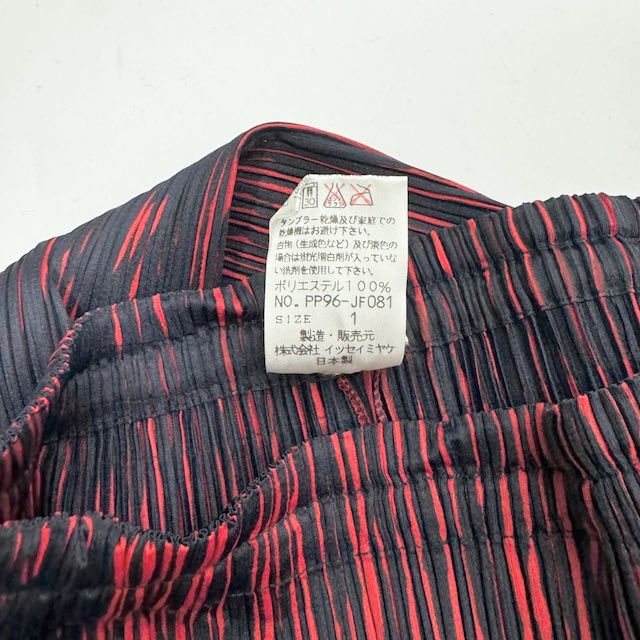 30
タンブラー乾燥及び家庭での
乾燥機はお避け下さい。
白物(生成色など)及び淡色の
場合は蛍光増白剤が入っていな
い洗剤を使用して下さい。
ポリエステル100%
NO. PP96-JF081
SIZE 1
製造・販売元
株式会社 イッセイミヤケ
日本製